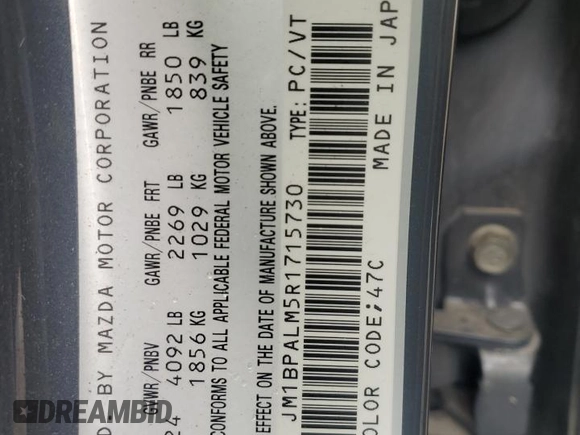 D BY MAZDA MOTOR CORPORATION
GVWR/PNBV GAWR/PNBE FRT GAWR/PNBE RR
24 4092 LB 2269 LB 1850 LB
1856 KG 1029 KG 839 KG
CONFORMS TO ALL APPLICABLE FEDERAL MOTOR VEHICLE SAFETY
EFFECT ON THE DATE OF MANUFACTURE SHOWN ABOVE.
JM1BPALM5R1715730 TYPE: PC/VT
OLOR CODE:47C MADE IN JAP
DREAMBID